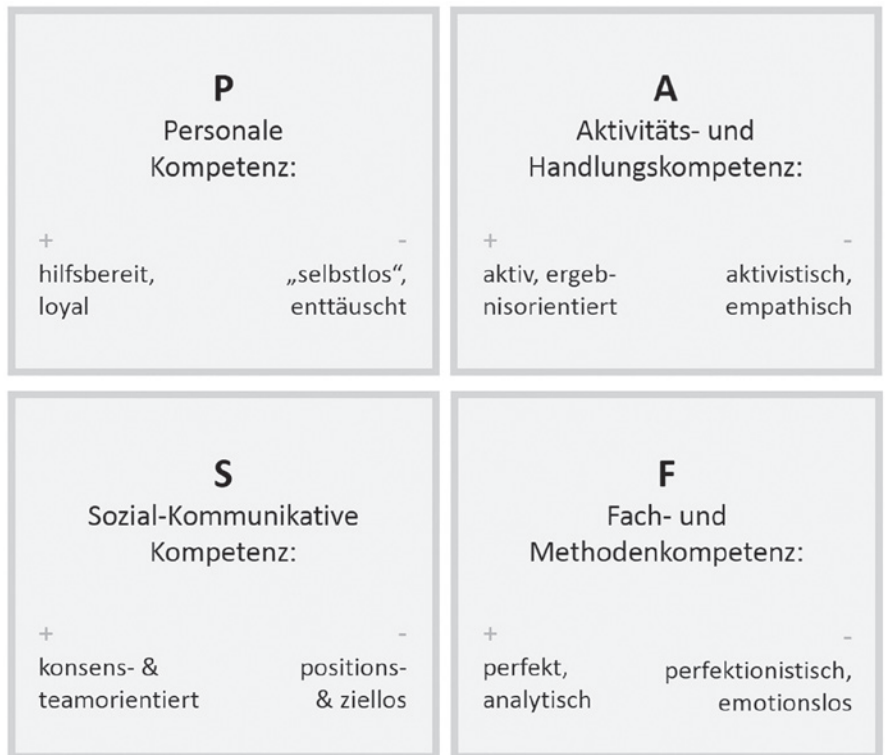 P
Personale
Kompetenz:
+ -
hilfsbereit, „selbstlos“,
loyal enttäuscht
A
Aktivitäts- und
Handlungskompetenz:
+ -
aktiv, ergeb- aktivistisch,
nisorientiert empathisch
S
Sozial-Kommunikative
Kompetenz:
+ -
konsens- & positions-
teamorientiert & ziellos
F
Fach- und
Methodenkompetenz:
+ -
perfekt, perfektionistisch,
analytisch emotionslos